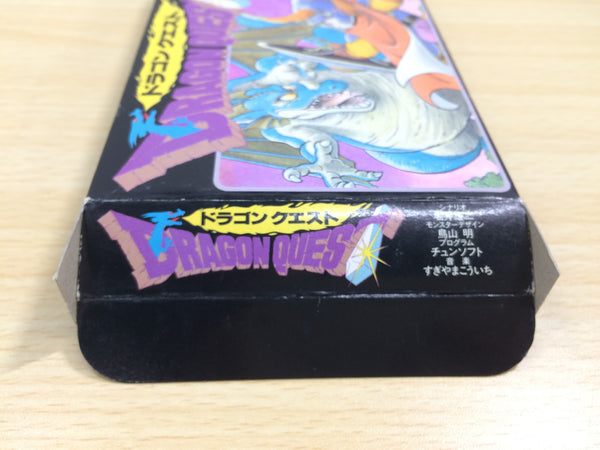 ドラゴンクエスト
DRAGON QUEST
ドラゴンクエスト
DRAGON QUEST
シナリオ
モンスターデザイン
鳥山 明
プログラム
チュンソフト
音楽
すぎやまこういち